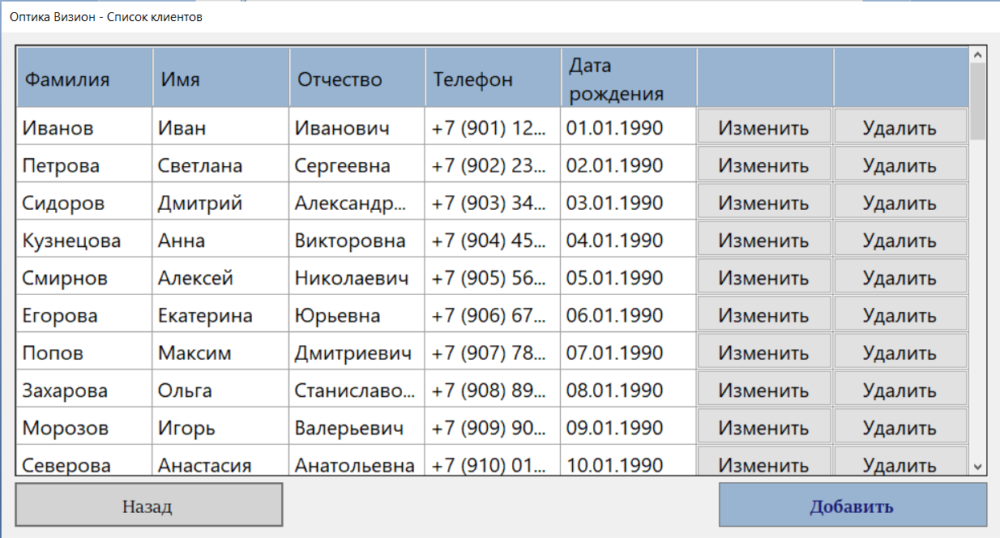 Оптика Визион - Список клиентов
Фамилия Имя Отчество Телефон Дата рождения
Иванов Иван Иванович +7 (901) 12... 01.01.1990 Изменить Удалить
Петрова Светлана Сергеевна +7 (902) 23... 02.01.1990 Изменить Удалить
Сидоров Дмитрий Александр... +7 (903) 34... 03.01.1990 Изменить Удалить
Кузнецова Анна Викторовна +7 (904) 45... 04.01.1990 Изменить Удалить
Смирнов Алексей Николаевич +7 (905) 56... 05.01.1990 Изменить Удалить
Егорова Екатерина Юрьевна +7 (906) 67... 06.01.1990 Изменить Удалить
Попов Максим Дмитриевич +7 (907) 78... 07.01.1990 Изменить Удалить
Захарова Ольга Станиславо... +7 (908) 89... 08.01.1990 Изменить Удалить
Морозов Игорь Валерьевич +7 (909) 90... 09.01.1990 Изменить Удалить
Северова Анастасия Анатольевна +7 (910) 01... 10.01.1990 Изменить Удалить
Назад Добавить